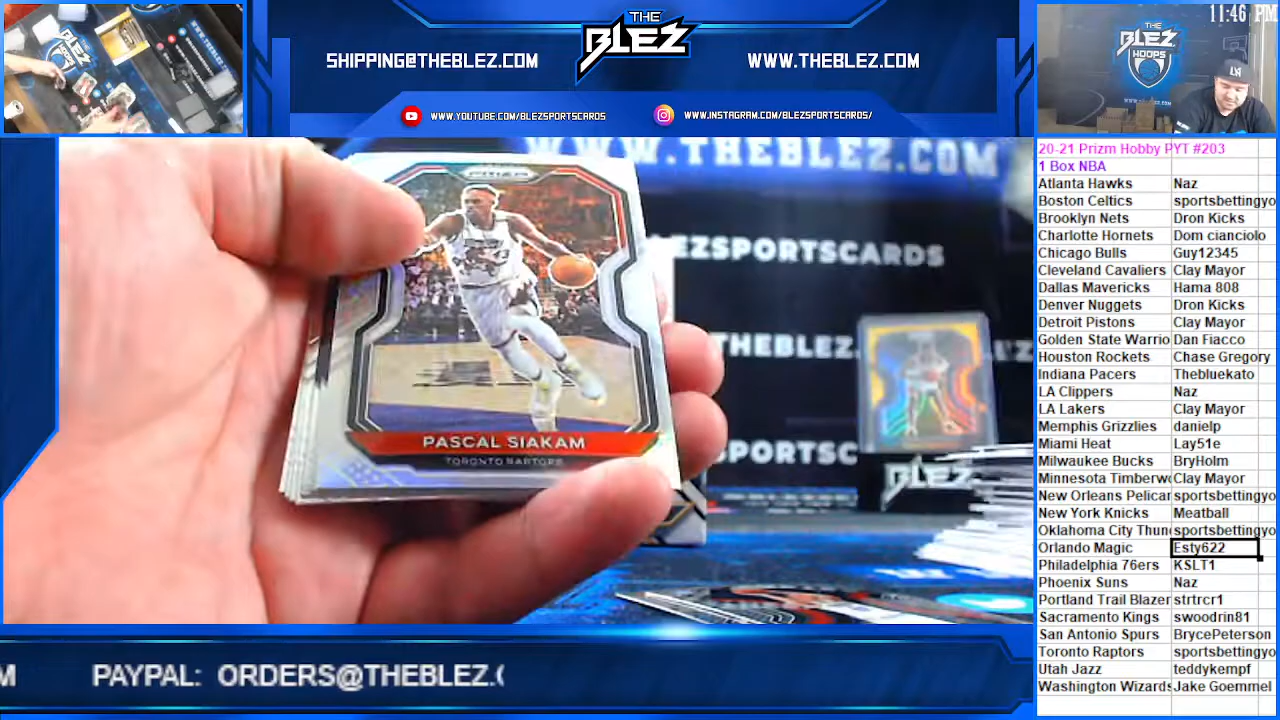 THE
BLEZ
SHIPPING@THEBLEZ.COM
WWW.THEBLEZ.COM
WWW.YOUTUBE.COM/BLEZSPORTSCARDS
WWW.INSTAGRAM.COM/BLEZSPORTSCARDS/
11:46 PM
THE
BLEZ
HOOPS
WWW.THEBLEZ.COM
BLEZSPORTSCARDS
THEBLEZ.
SPORTSC
BLEZ
PRIZM
PASCAL SIAKAM
TORONTO RAPTORS
20-21 Prizm Hobby PYT #203
1 Box NBA
Atlanta Hawks Naz
Boston Celtics sportsbettingyo
Brooklyn Nets Dron Kicks
Charlotte Hornets Dom cianciolo
Chicago Bulls Guy12345
Cleveland Cavaliers Clay Mayor
Dallas Mavericks Hama 808
Denver Nuggets Dron Kicks
Detroit Pistons Clay Mayor
Golden State Warrio Dan Fiacco
Houston Rockets Chase Gregory
Indiana Pacers Thebluekato
LA Clippers Naz
LA Lakers Clay Mayor
Memphis Grizzlies danielp
Miami Heat Lay51e
Milwaukee Bucks BryHolm
Minnesota Timberwo Clay Mayor
New Orleans Pelican sportsbettingyo
New York Knicks Meatball
Oklahoma City Thun sportsbettingyo
Orlando Magic Esty622
Philadelphia 76ers KSLT1
Phoenix Suns Naz
Portland Trail Blazer strtrcr1
Sacramento Kings swoodrin81
San Antonio Spurs BrycePeterson
Toronto Raptors sportsbettingyo
Utah Jazz teddykempf
Washington Wizards Jake Goemmel
M PAYPAL: ORDERS@THEBLEZ.C